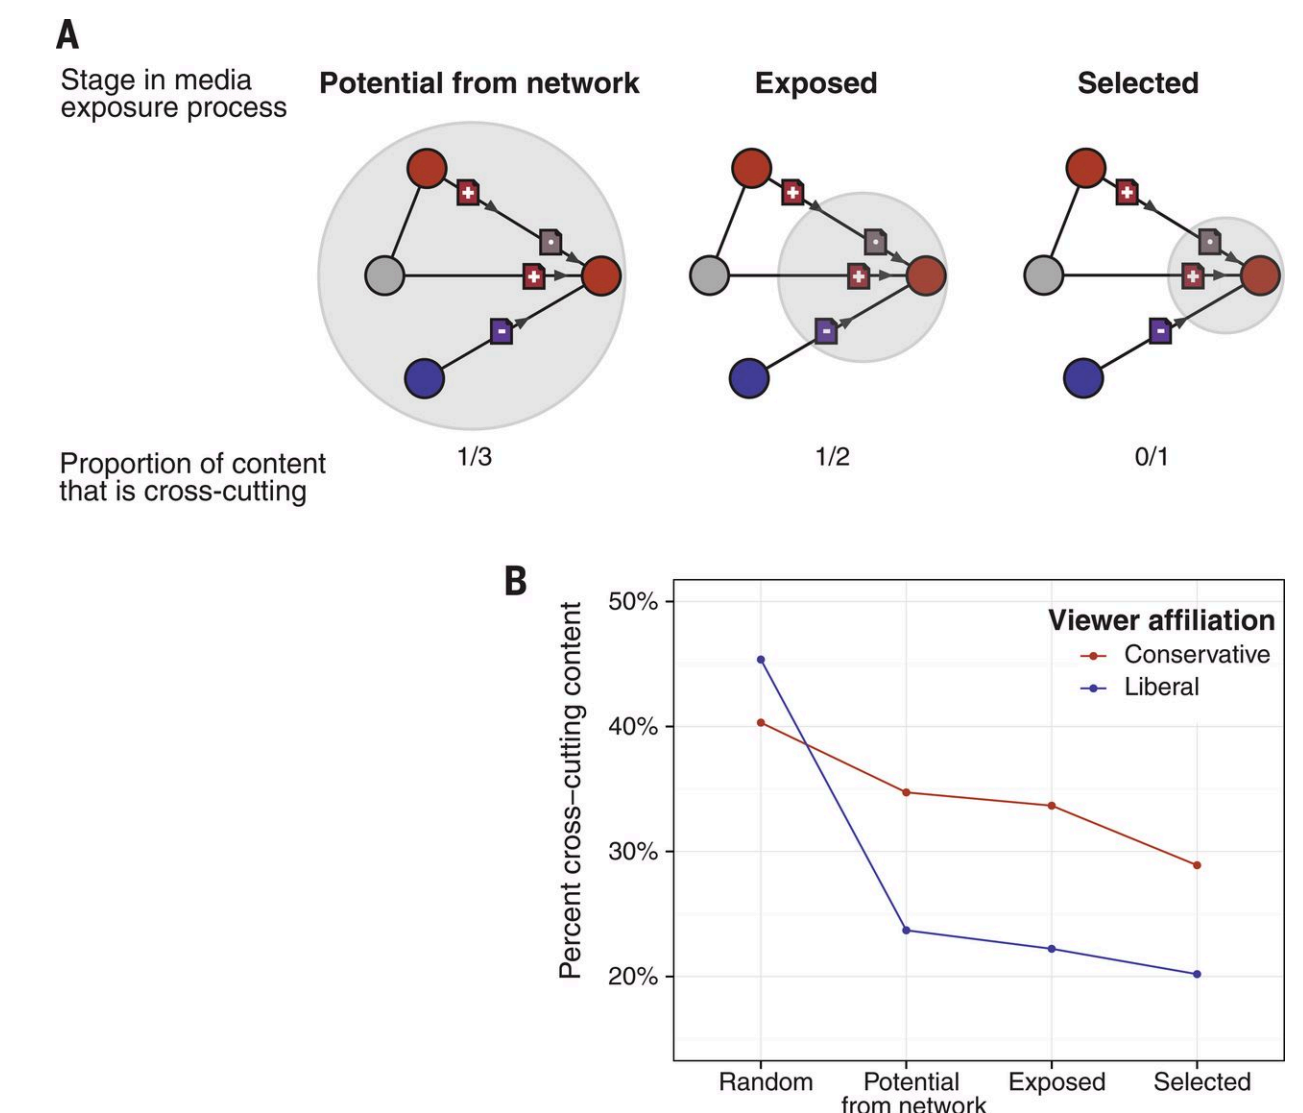 A
Stage in media
exposure process
Potential from network
Exposed
Selected
+
+
-
+
+
-
+
+
-
Proportion of content
that is cross-cutting
1/3
1/2
0/1
B
Percent cross–cutting content
50%
40%
30%
20%
Viewer affiliation
Conservative
Liberal
Random
Potential
from network
Exposed
Selected